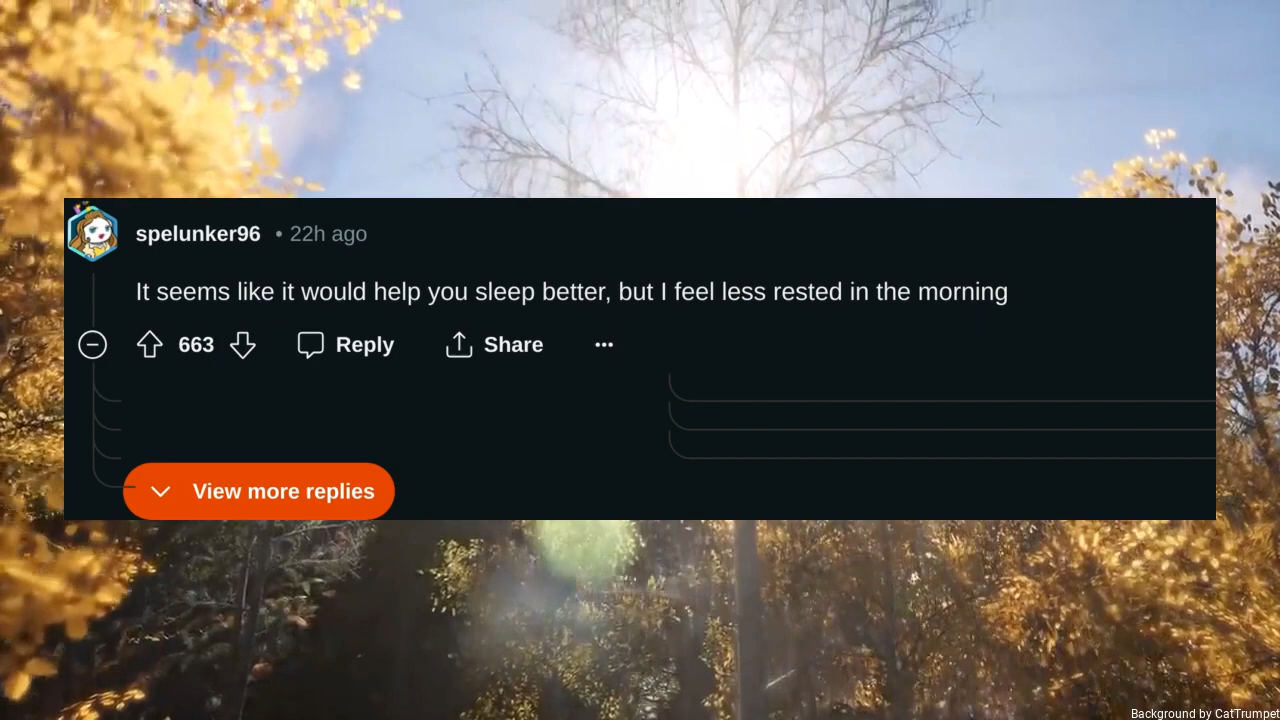 spelunker96 • 22h ago
It seems like it would help you sleep better, but I feel less rested in the morning
663 Reply Share
View more replies
Background by CatTrumpet